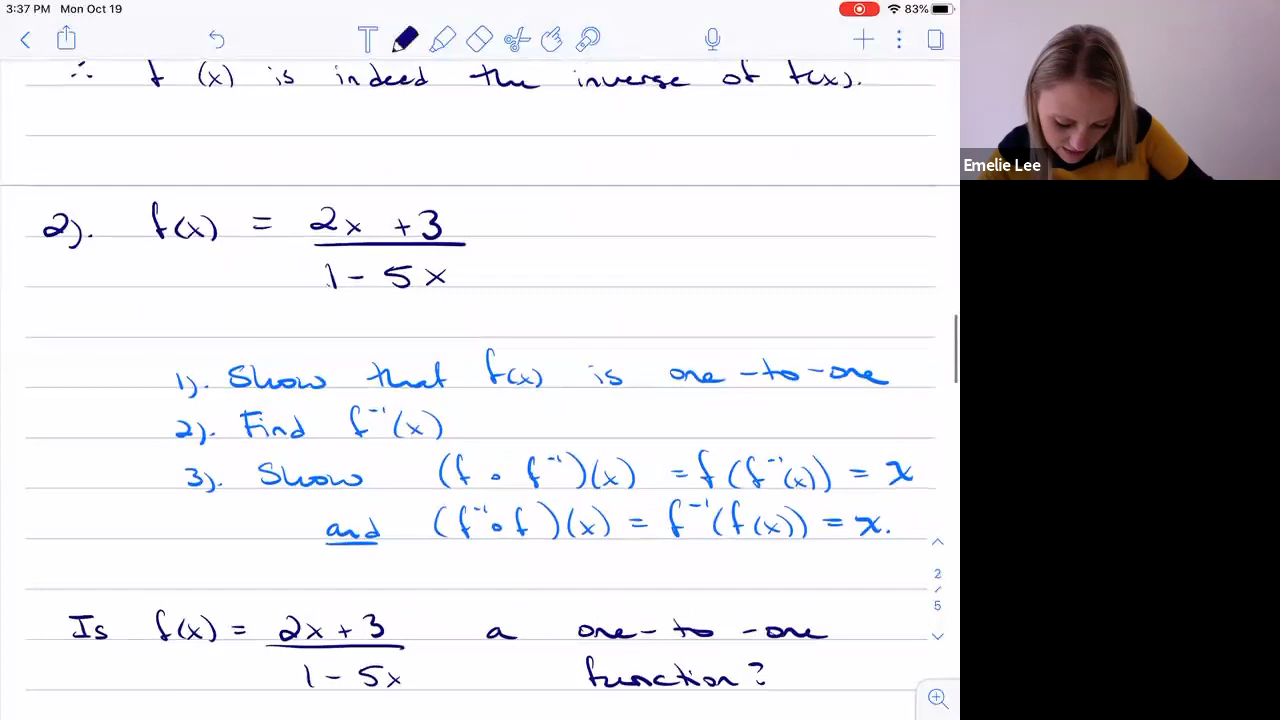 3:37 PM Mon Oct 19
83%
∴ f (x) is indeed the inverse of f(x).
Emelie Lee
2). f(x) = 2x + 3
1 - 5x
1). Show that f(x) is one-to-one
2). Find f⁻¹(x)
3). Show (f ∘ f⁻¹)(x) = f(f⁻¹(x)) = x
and (f⁻¹∘f)(x) = f⁻¹(f(x)) = x.
2
/
5
Is f(x) = 2x + 3 a one-to-one
1 - 5x function?